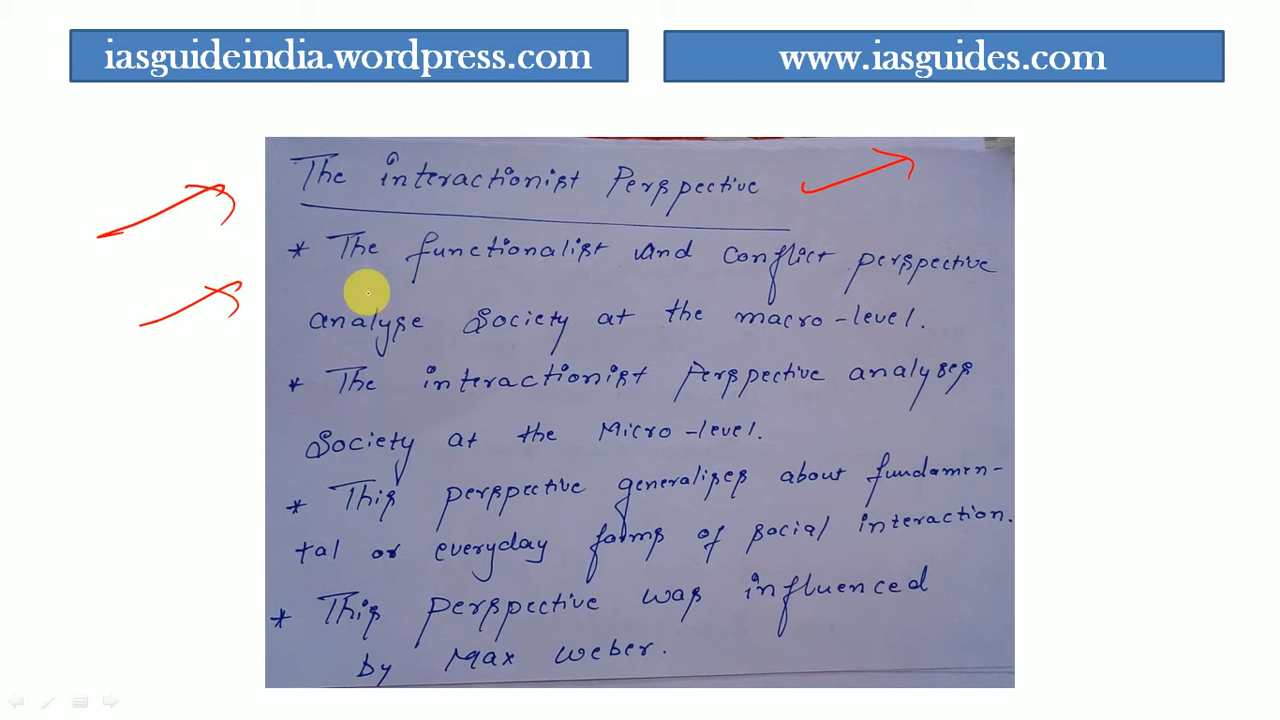 iasguideindia.wordpress.com
www.iasguides.com
The interactionist Perspective
* The functionalist and conflict perspective
analyse Society at the macro-level.
* The interactionist Perspective analyses
Society at the Micro-level.
* This perspective generalises about fundamen-
tal or everyday forms of social interaction.
* This perspective was influenced
by Max Weber.